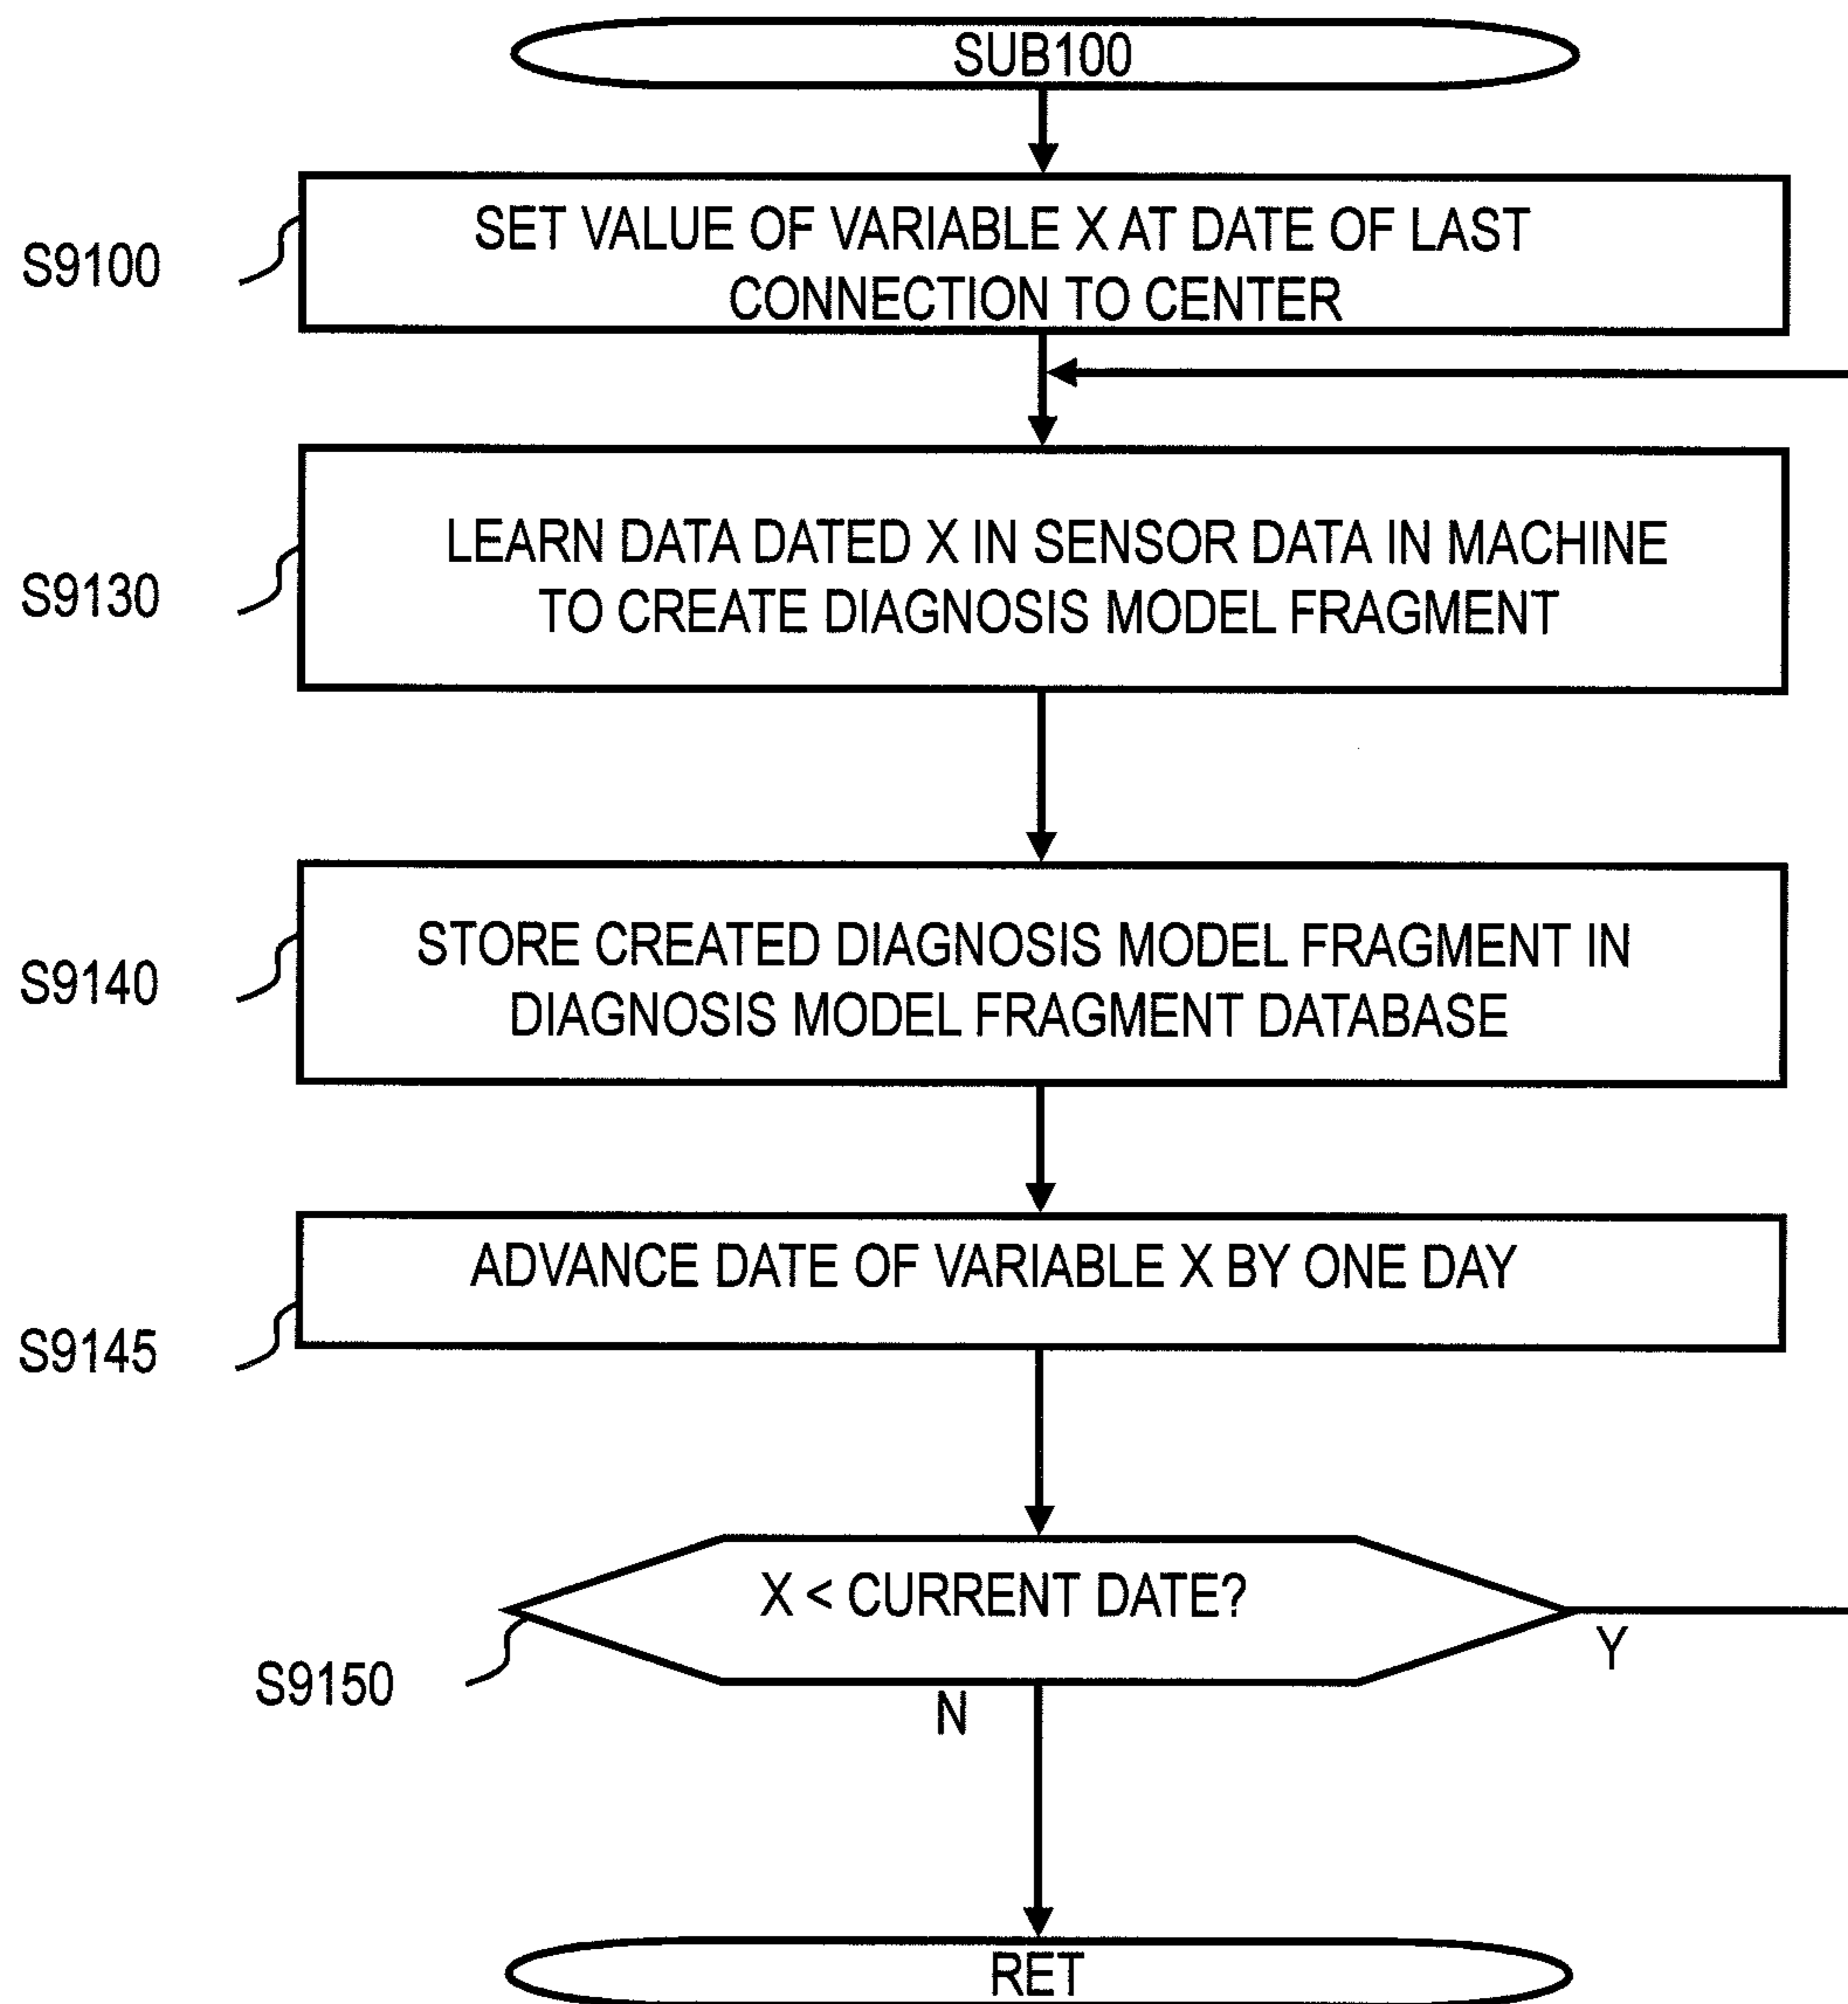 SUB100
S9100
SET VALUE OF VARIABLE X AT DATE OF LAST
CONNECTION TO CENTER
S9130
LEARN DATA DATED X IN SENSOR DATA IN MACHINE
TO CREATE DIAGNOSIS MODEL FRAGMENT
S9140
STORE CREATED DIAGNOSIS MODEL FRAGMENT IN
DIAGNOSIS MODEL FRAGMENT DATABASE
S9145
ADVANCE DATE OF VARIABLE X BY ONE DAY
S9150
X < CURRENT DATE?
Y
N
RET